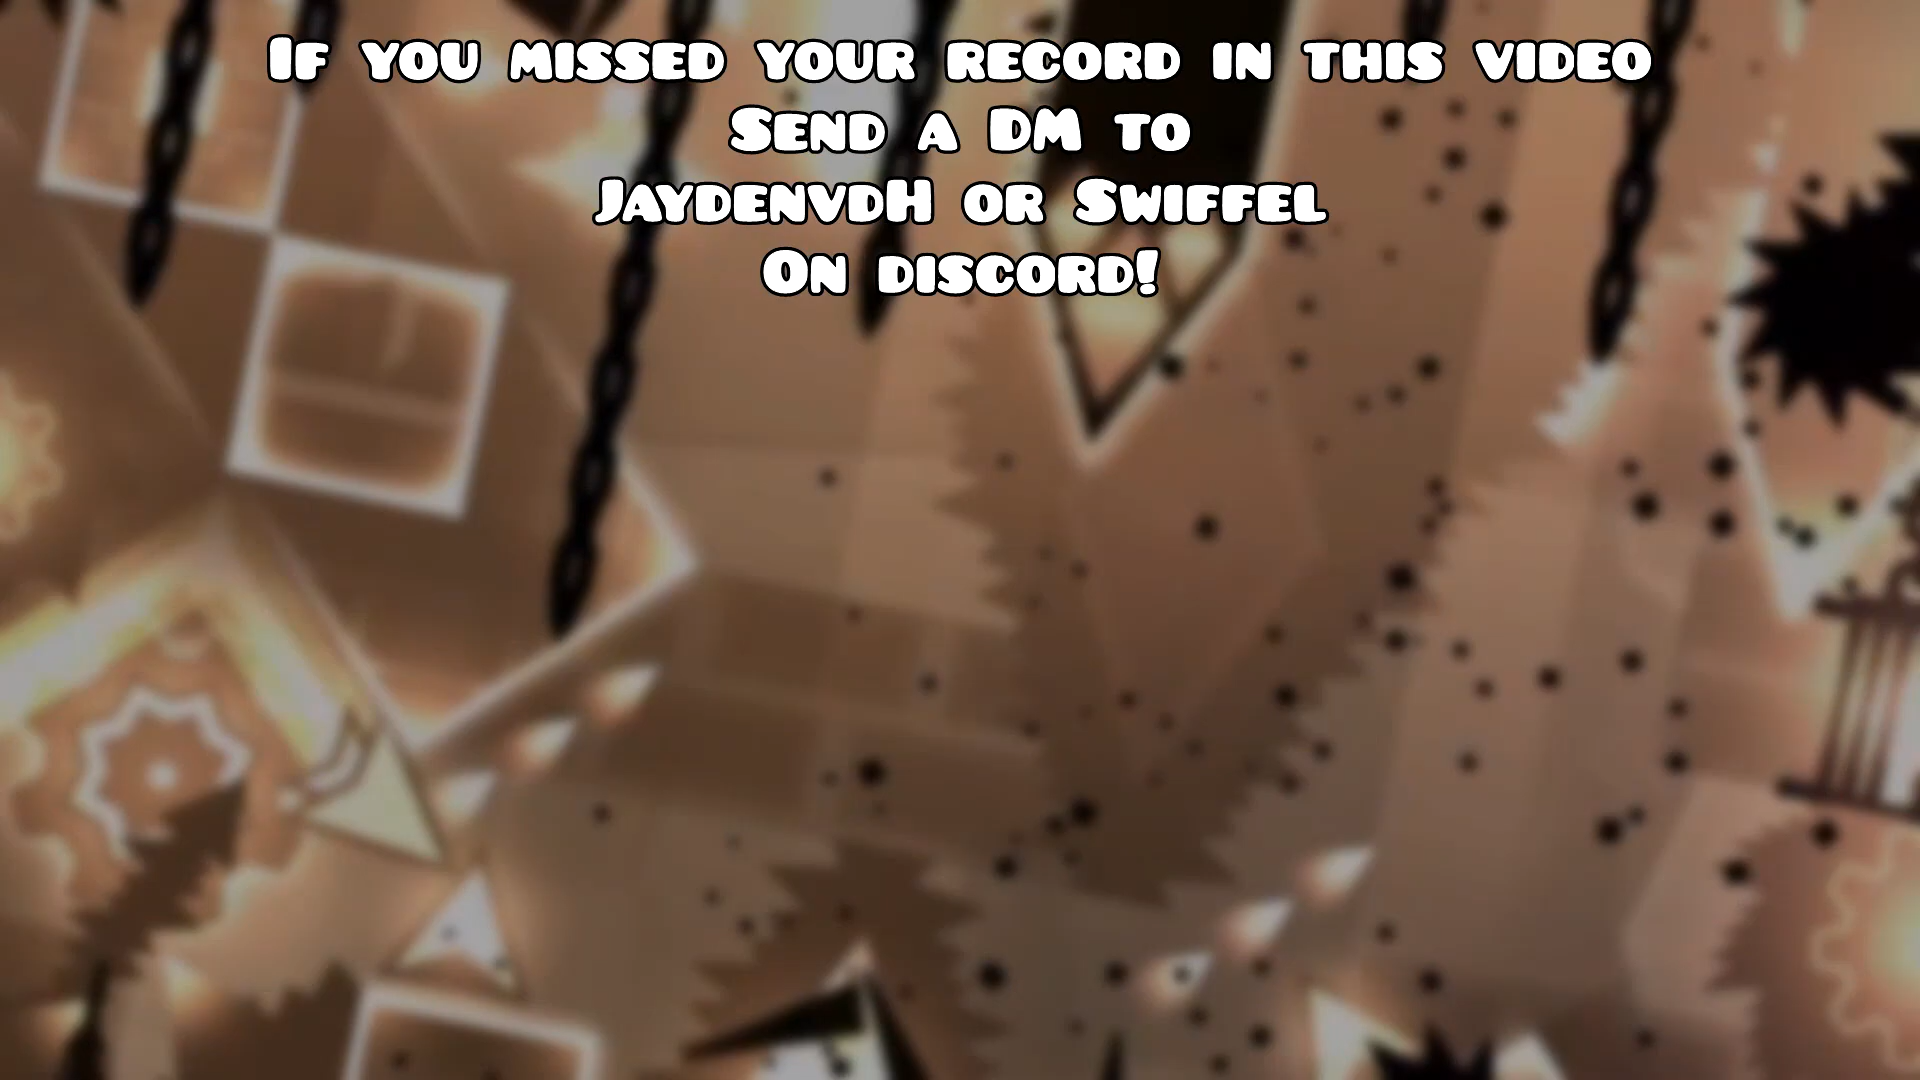 If you missed your record in this video
Send a DM to
JaydenvdH or Swiffel
On discord!